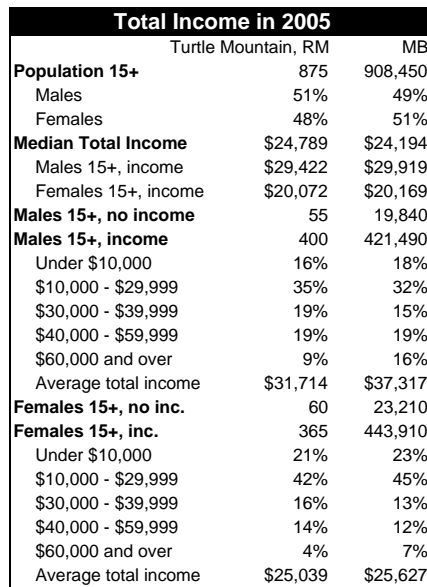 Total Income in 2005
Turtle Mountain, RM MB
Population 15+ 875 908,450
Males 51% 49%
Females 48% 51%
Median Total Income $24,789 $24,194
Males 15+, income $29,422 $29,919
Females 15+, income $20,072 $20,169
Males 15+, no income 55 19,840
Males 15+, income 400 421,490
Under $10,000 16% 18%
$10,000 - $29,999 35% 32%
$30,000 - $39,999 19% 15%
$40,000 - $59,999 19% 19%
$60,000 and over 9% 16%
Average total income $31,714 $37,317
Females 15+, no inc. 60 23,210
Females 15+, inc. 365 443,910
Under $10,000 21% 23%
$10,000 - $29,999 42% 45%
$30,000 - $39,999 16% 13%
$40,000 - $59,999 14% 12%
$60,000 and over 4% 7%
Average total income $25,039 $25,627